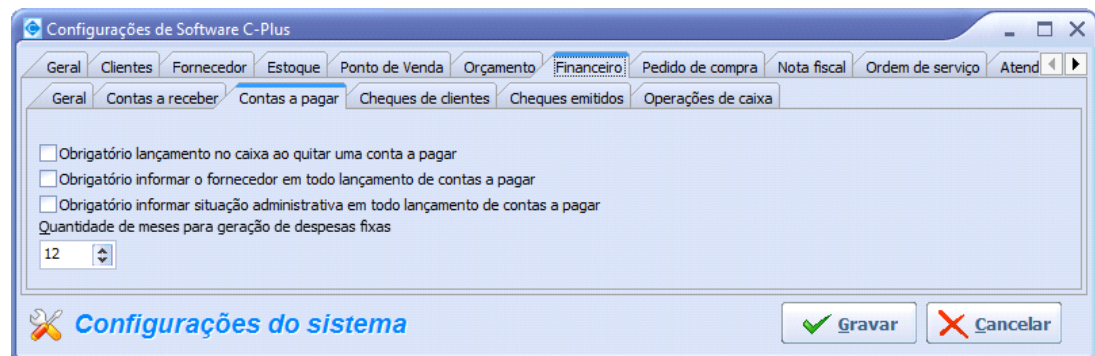 Configurações de Software C-Plus
Geral Clientes Fornecedor Estoque Ponto de Venda Orçamento Financeiro Pedido de compra Nota fiscal Ordem de serviço Atend
Geral Contas a receber Contas a pagar Cheques de clientes Cheques emitidos Operações de caixa
Obrigatório lançamento no caixa ao quitar uma conta a pagar
Obrigatório informar o fornecedor em todo lançamento de contas a pagar
Obrigatório informar situação administrativa em todo lançamento de contas a pagar
Quantidade de meses para geração de despesas fixas
12
Configurações do sistema Gravar Cancelar